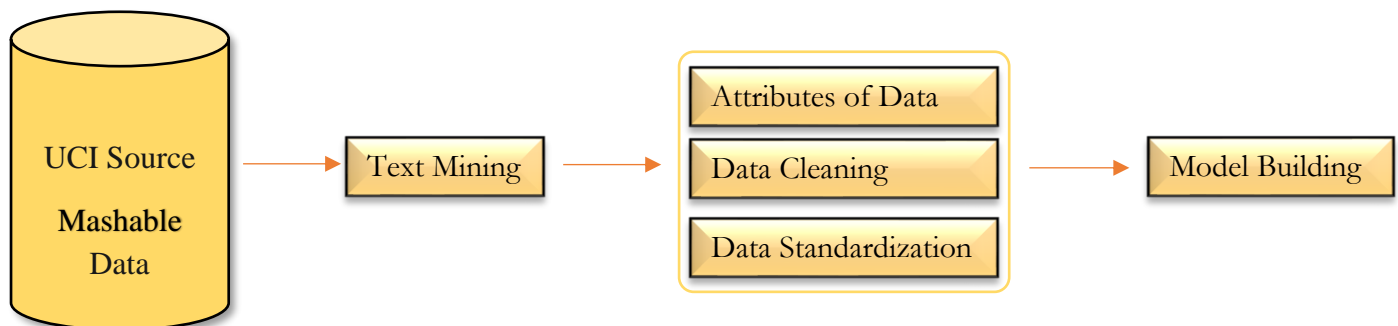 UCI Source
Mashable
Data
Text Mining
Attributes of Data
Data Cleaning
Data Standardization
Model Building